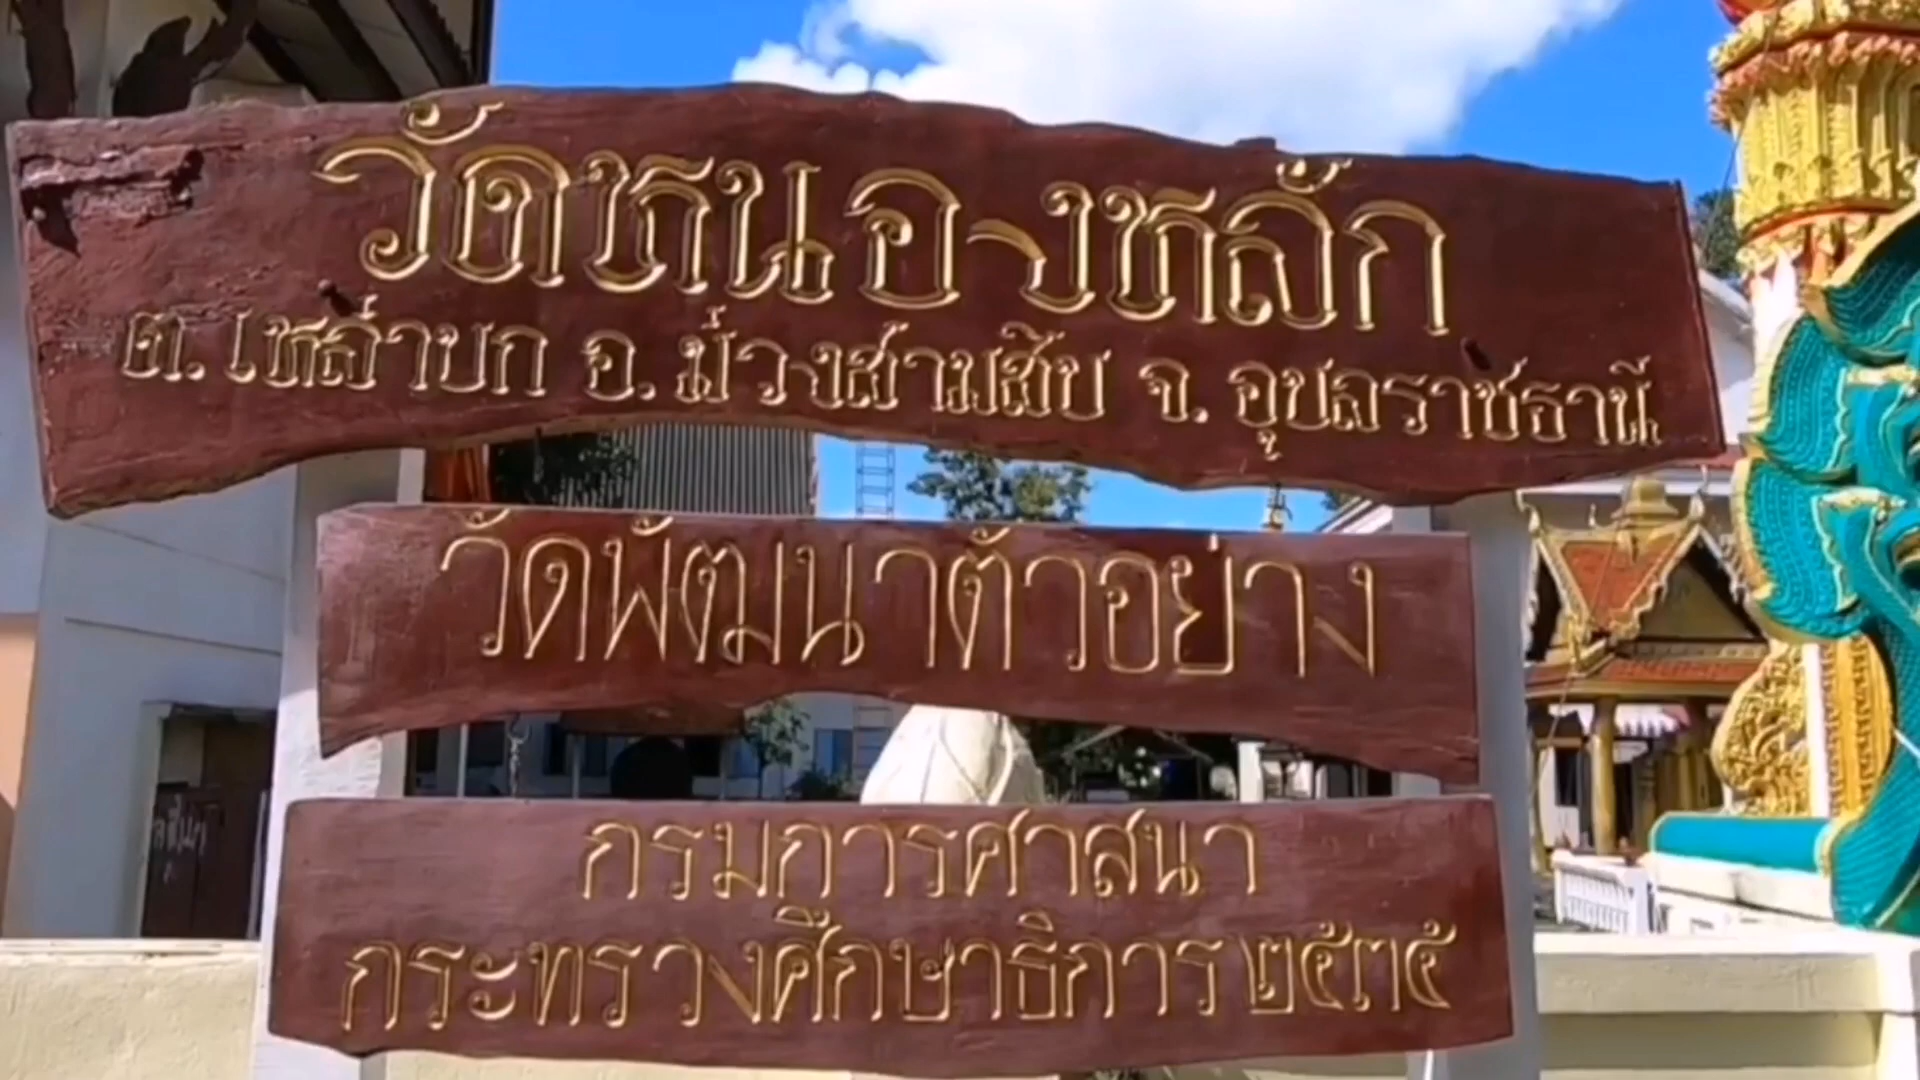 วัดหนองหลัก
ต.เหล่าบก อ.ม่วงสามสิบ จ.อุบลราชธานี
วัดพัฒนาตัวอย่าง
กรมการศาสนา
กระทรวงศึกษาธิการ ๒๕๓๕